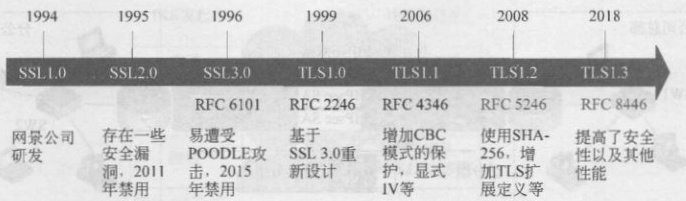 1994 1995 1996 1999 2006 2008 2018
SSL1.0 SSL2.0 SSL3.0 TLS1.0 TLS1.1 TLS1.2 TLS1.3
RFC 6101 RFC 2246 RFC 4346 RFC 5246 RFC 8446
网景公司
研发
存在一些
安全漏
洞，2011
年禁用
易遭受
POODLE攻
击，2015
年禁用
基于
SSL 3.0重
新设计
增加CBC
模式的保
护，显式
IV等
使用SHA-
256，增
加TLS扩
展定义等
提高了安全
性以及其他
性能